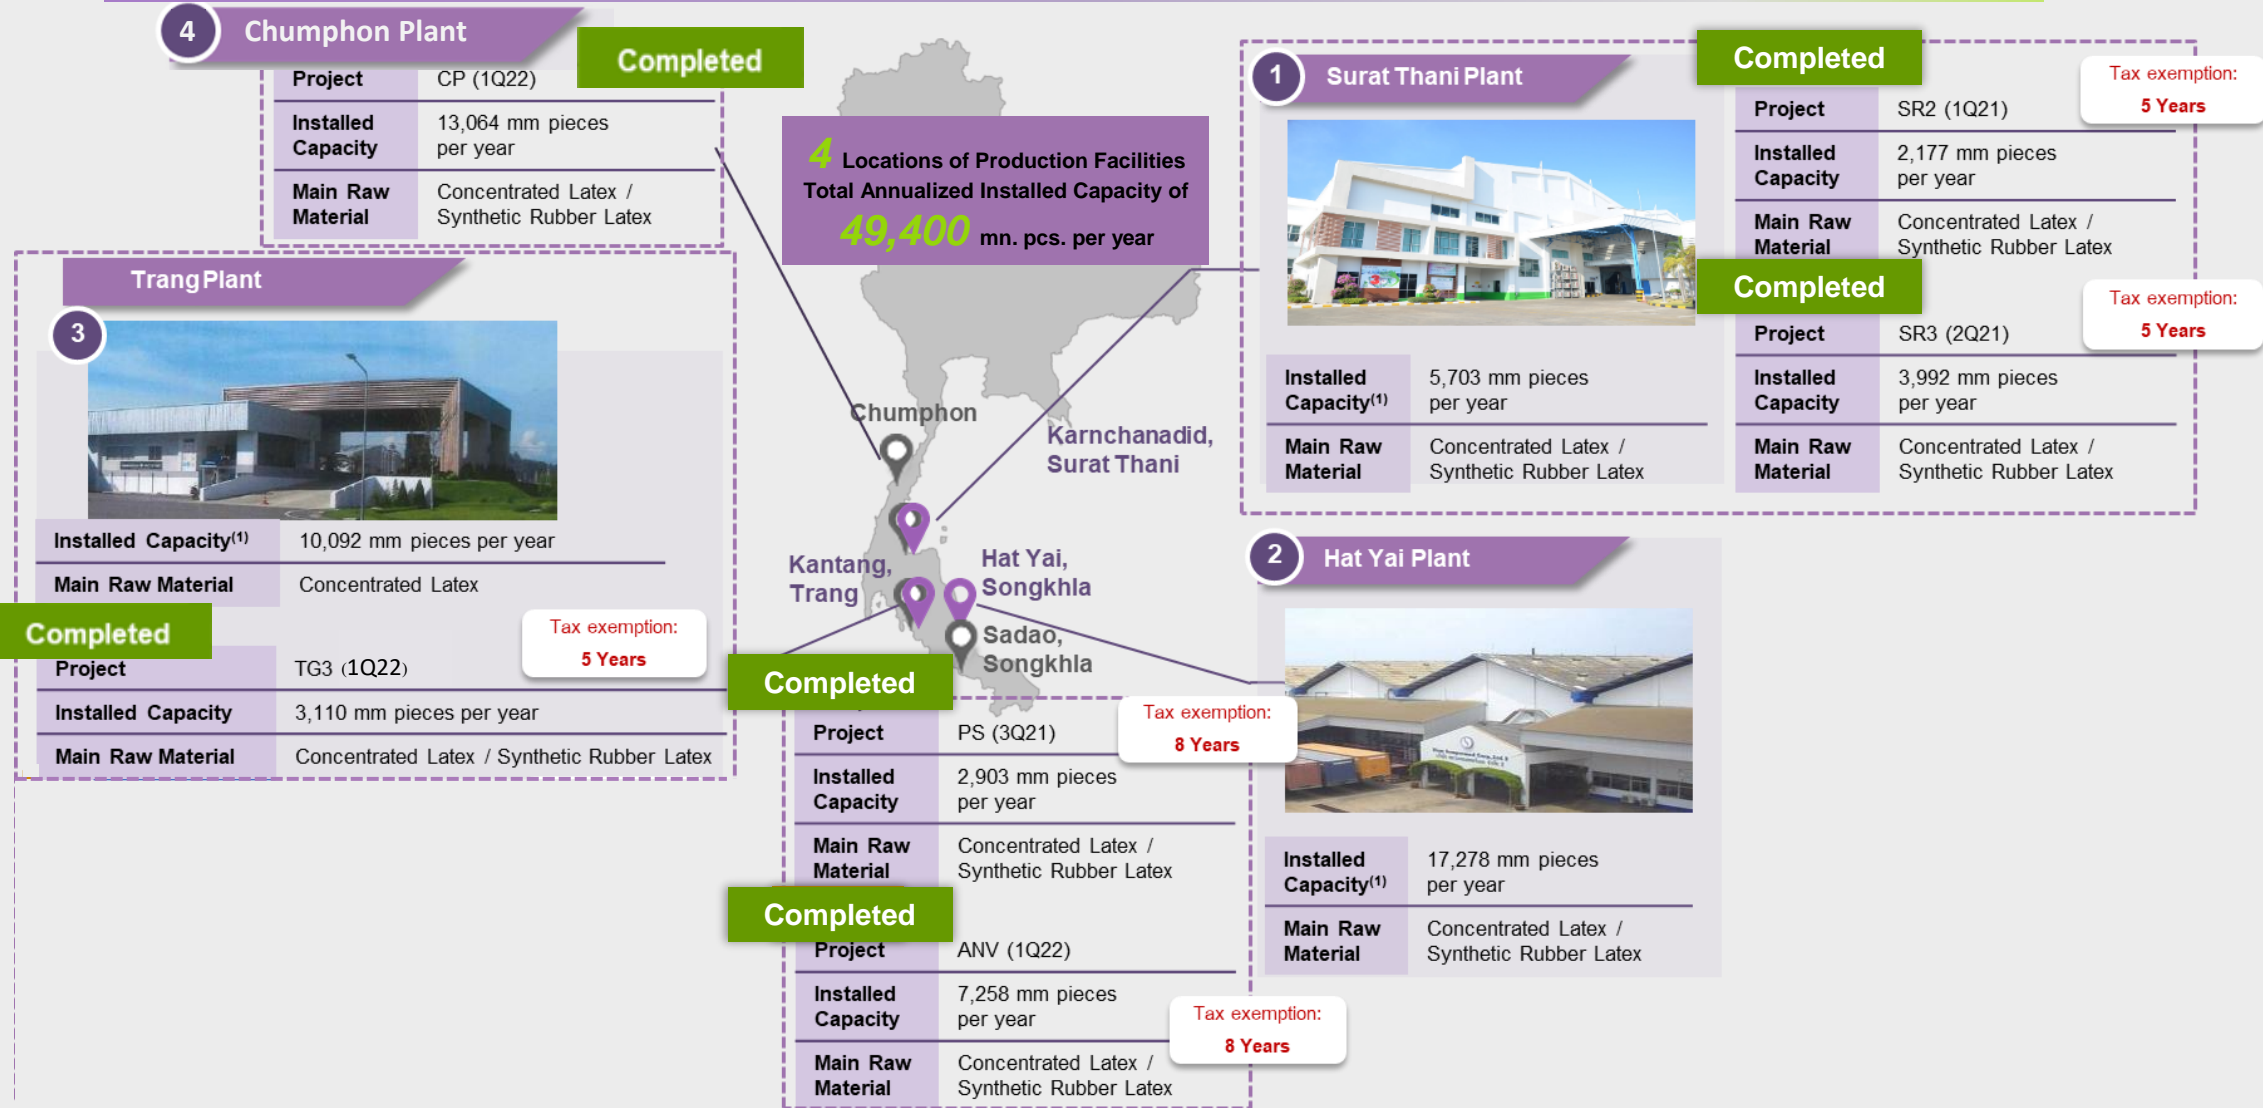 4 Chumphon Plant
Completed
Project CP (1Q22)
Installed Capacity 13,064 mm pieces per year
Main Raw Material Concentrated Latex / Synthetic Rubber Latex
4 Locations of Production Facilities
Total Annualized Installed Capacity of
49,400 mn. pcs. per year
1 Surat Thani Plant
Installed Capacity(1) 5,703 mm pieces per year
Main Raw Material Concentrated Latex / Synthetic Rubber Latex
Completed
Tax exemption:
5 Years
Project SR2 (1Q21)
Installed Capacity 2,177 mm pieces per year
Main Raw Material Concentrated Latex / Synthetic Rubber Latex
Completed
Tax exemption:
5 Years
Project SR3 (2Q21)
Installed Capacity 3,992 mm pieces per year
Main Raw Material Concentrated Latex / Synthetic Rubber Latex
Trang Plant
3
Installed Capacity(1) 10,092 mm pieces per year
Main Raw Material Concentrated Latex
Completed
Tax exemption:
5 Years
Project TG3 (1Q22)
Installed Capacity 3,110 mm pieces per year
Main Raw Material Concentrated Latex / Synthetic Rubber Latex
Chumphon
Karnchanadid,
Surat Thani
Kantang,
Trang
Hat Yai,
Songkhla
Sadao,
Songkhla
2 Hat Yai Plant
Installed Capacity(1) 17,278 mm pieces per year
Main Raw Material Concentrated Latex / Synthetic Rubber Latex
Completed
Tax exemption:
8 Years
Project PS (3Q21)
Installed Capacity 2,903 mm pieces per year
Main Raw Material Concentrated Latex / Synthetic Rubber Latex
Completed
Project ANV (1Q22)
Installed Capacity 7,258 mm pieces per year
Tax exemption:
8 Years
Main Raw Material Concentrated Latex / Synthetic Rubber Latex